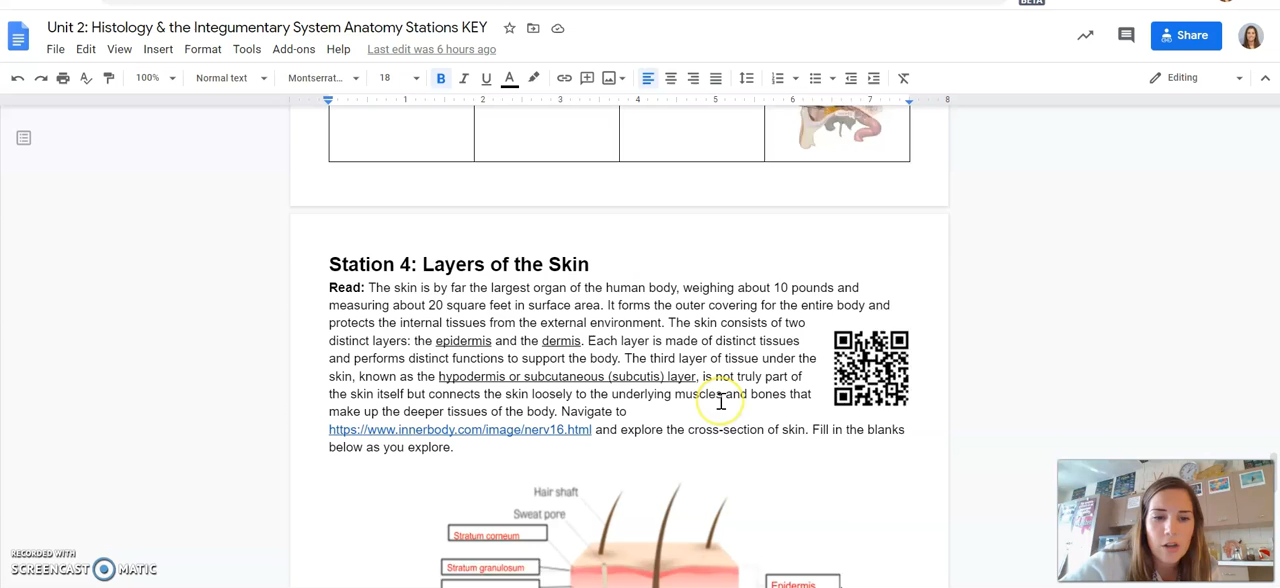 BETA
Unit 2: Histology & the Integumentary System Anatomy Stations KEY
Share
File Edit View Insert Format Tools Add-ons Help Last edit was 6 hours ago
100% Normal text Montserrat... 18 B I U A Editing
1 2 3 4 5 6 7 8
Station 4: Layers of the Skin
Read: The skin is by far the largest organ of the human body, weighing about 10 pounds and
measuring about 20 square feet in surface area. It forms the outer covering for the entire body and
protects the internal tissues from the external environment. The skin consists of two
distinct layers: the epidermis and the dermis. Each layer is made of distinct tissues
and performs distinct functions to support the body. The third layer of tissue under the
skin, known as the hypodermis or subcutaneous (subcutis) layer, is not truly part of
the skin itself but connects the skin loosely to the underlying muscles and bones that
make up the deeper tissues of the body. Navigate to
https://www.innerbody.com/image/nerv16.html and explore the cross-section of skin. Fill in the blanks
below as you explore.
Hair shaft
Sweat pore
Stratum corneum
Stratum granulosum
Epidermis
RECORDED WITH
SCREENCAST MATIC